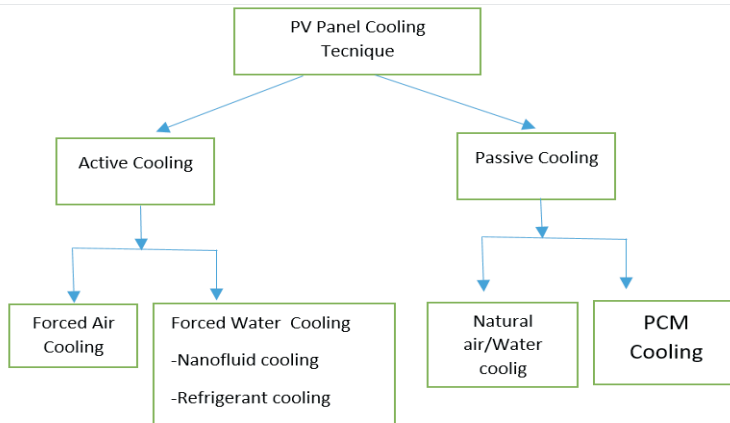 PV Panel Cooling
Tecnique
Active Cooling
Passive Cooling
Forced Air
Cooling
Forced Water  Cooling
-Nanofluid cooling
-Refrigerant cooling
Natural
air/Water
coolig
PCM
Cooling